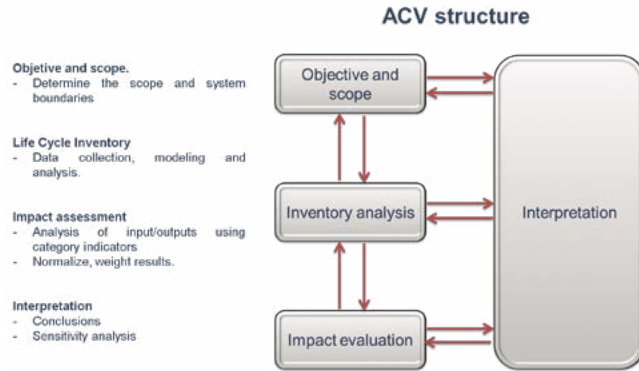 ACV structure
Objetive and scope.
- Determine the scope and system
boundaries
Life Cycle Inventory
- Data collection, modeling and
analysis.
Impact assessment
- Analysis of input/outputs using
category indicators
- Normalize, weight results.
Interpretation
- Conclusions
- Sensitivity analysis
Objective and
scope
Inventory analysis
Impact evaluation
Interpretation